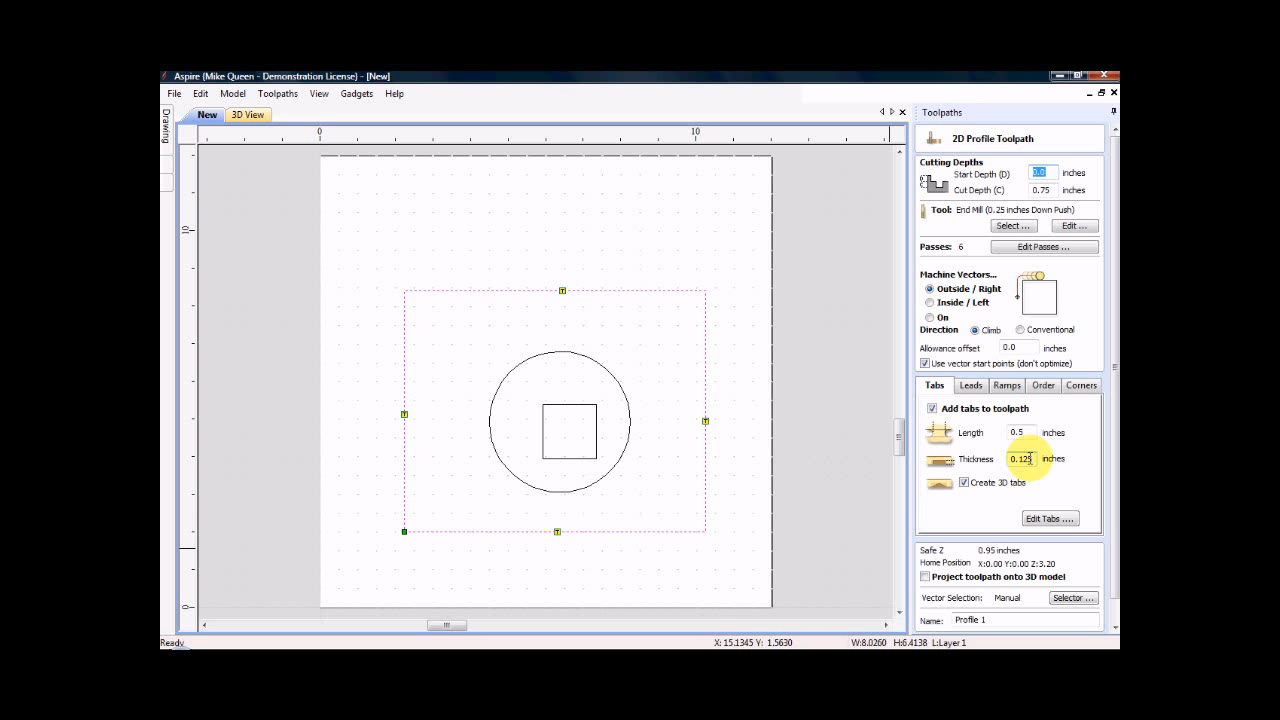 Aspire (Mike Queen - Demonstration License) - [New]
File Edit Model Toolpaths View Gadgets Help
Drawing
New 3D View
0 10
10
0
T
T
T
T
Toolpaths
2D Profile Toolpath
Cutting Depths
Start Depth (D) 0.0 inches
Cut Depth (C) 0.75 inches
Tool: End Mill (0.25 inches Down Push)
Select ... Edit ...
Passes: 6 Edit Passes ...
Machine Vectors...
Outside / Right
Inside / Left
On
Direction Climb Conventional
Allowance offset 0.0 inches
Use vector start points (don't optimize)
Tabs Leads Ramps Order Corners
Add tabs to toolpath
Length 0.5 inches
Thickness 0.125 inches
Create 3D tabs
Edit Tabs ....
Safe Z 0.95 inches
Home Position X:0.00 Y:0.00 Z:3.20
Project toolpath onto 3D model
Vector Selection: Manual Selector ...
Name: Profile 1
Ready X: 15.1345 Y: 1.5630 W:8.0260 H:6.4138 L:Layer1